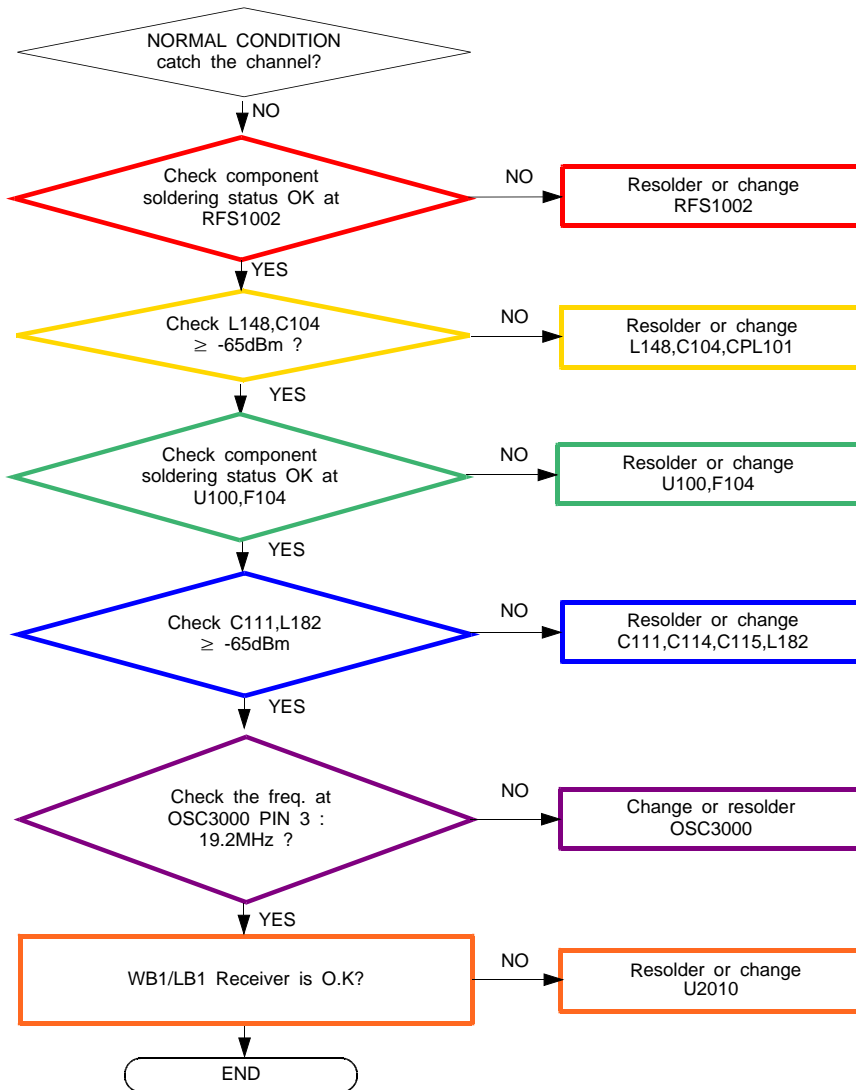 NORMAL CONDITION
catch the channel?
NO
Check component
soldering status OK at
RFS1002
NO
Resolder or change
RFS1002
YES
Check L148,C104
≥ -65dBm ?
NO
Resolder or change
L148,C104,CPL101
YES
Check component
soldering status OK at
U100,F104
NO
Resolder or change
U100,F104
YES
Check C111,L182
≥ -65dBm
NO
Resolder or change
C111,C114,C115,L182
YES
Check the freq. at
OSC3000 PIN 3 :
19.2MHz ?
NO
Change or resolder
OSC3000
YES
WB1/LB1 Receiver is O.K?
NO
Resolder or change
U2010
END